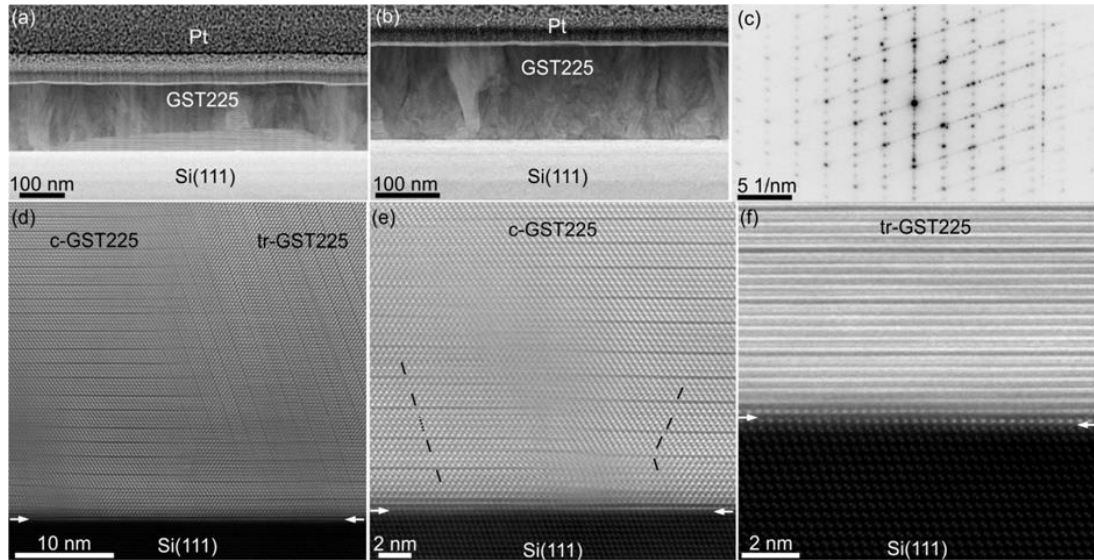 (a)
Pt
GST225
Si(111)
100 nm
(b)
Pt
GST225
Si(111)
100 nm
(c)
5 1/nm
(d)
c-GST225
tr-GST225
Si(111)
10 nm
(e)
c-GST225
Si(111)
2 nm
(f)
tr-GST225
Si(111)
2 nm